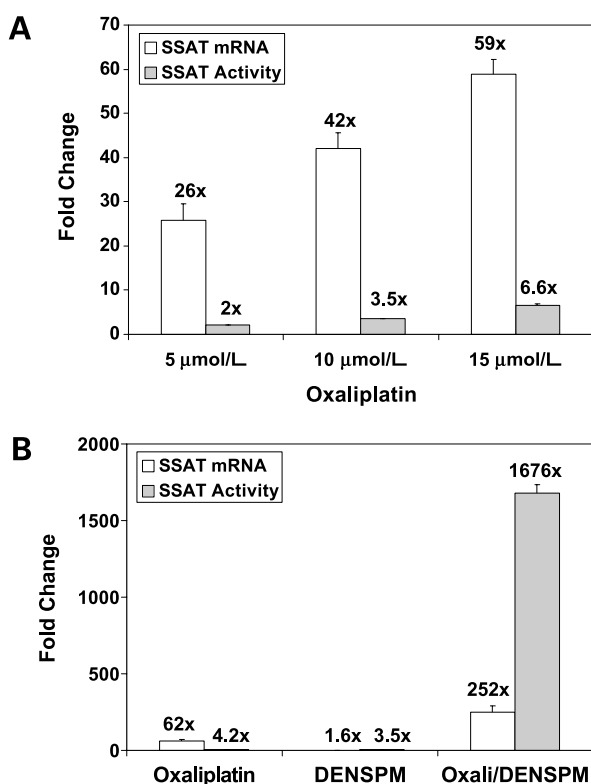 A
70
60
50
40
30
20
10
0
Fold Change
SSAT mRNA
SSAT Activity
26x
2x
42x
3.5x
59x
6.6x
5 μmol/L
10 μmol/L
15 μmol/L
Oxaliplatin
B
2000
1500
1000
500
0
Fold Change
SSAT mRNA
SSAT Activity
62x
4.2x
1.6x
3.5x
252x
1676x
Oxaliplatin
DENSPM
Oxali/DENSPM